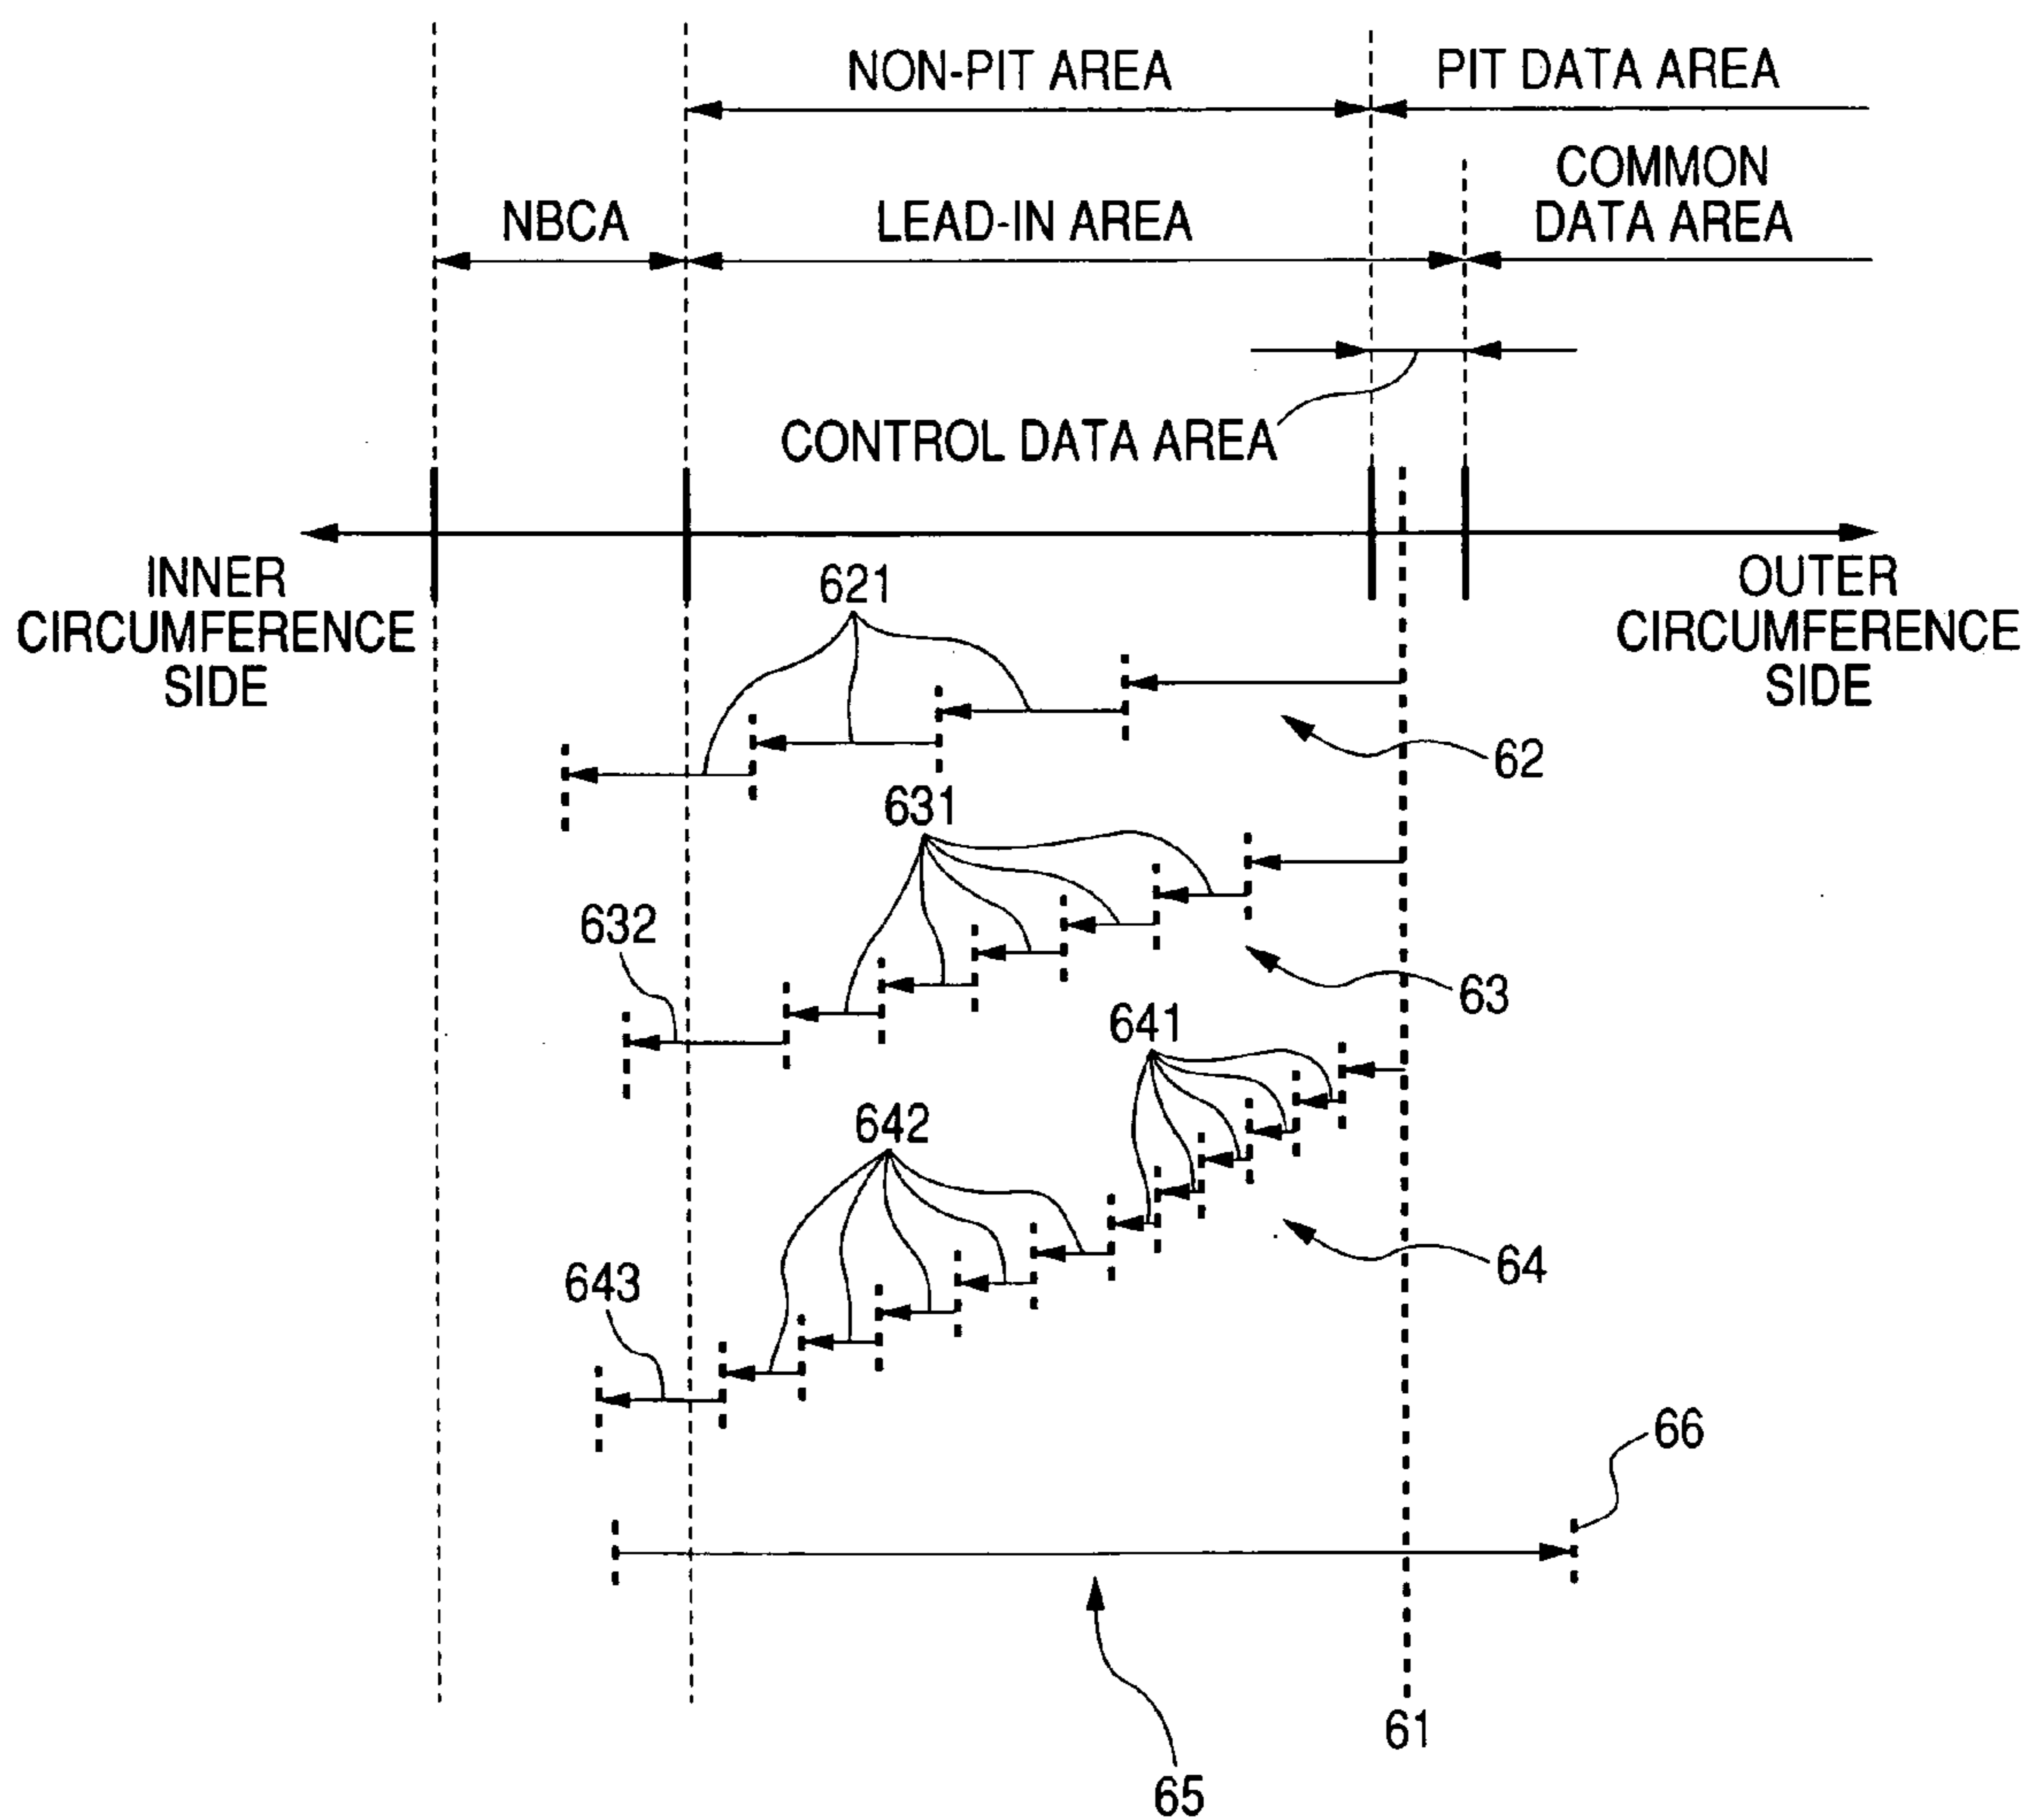 NON-PIT AREA
PIT DATA AREA
NBCA
LEAD-IN AREA
COMMON
DATA AREA
CONTROL DATA AREA
INNER
CIRCUMFERENCE
SIDE
OUTER
CIRCUMFERENCE
SIDE
621
62
631
632
63
641
642
64
643
66
61
65